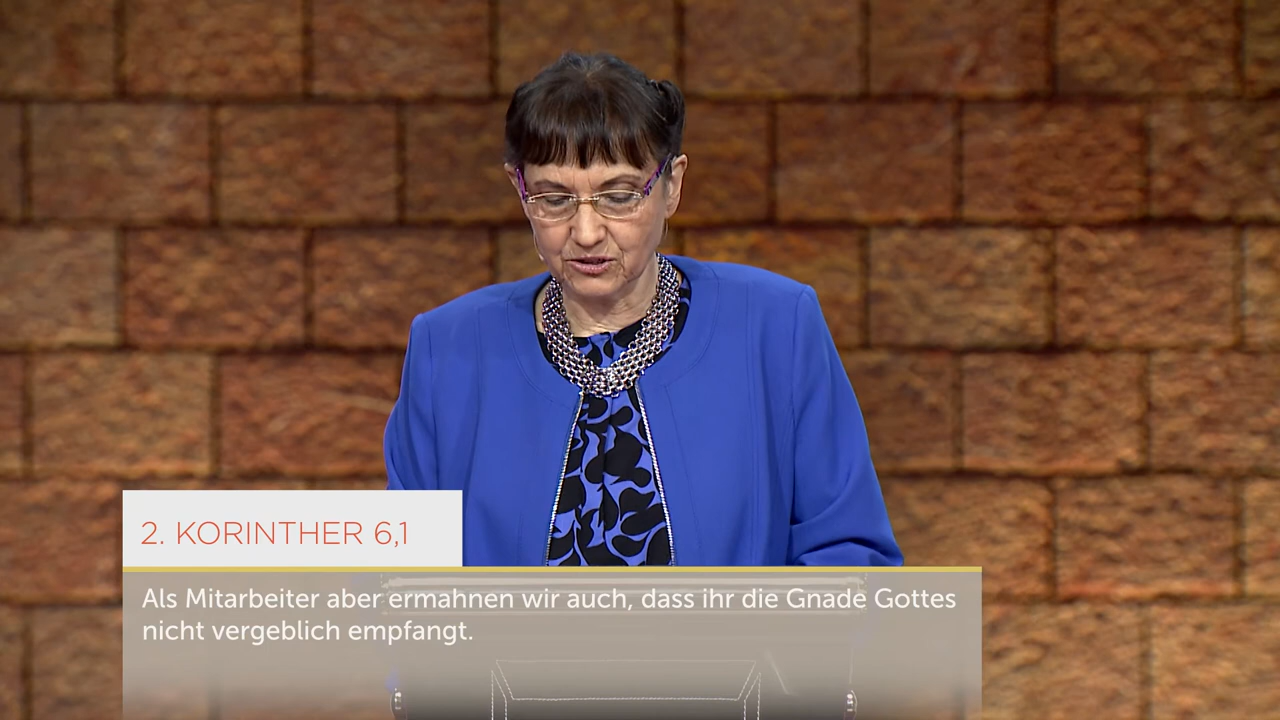 2. KORINTHER 6,1
Als Mitarbeiter aber ermahnen wir auch, dass ihr die Gnade Gottes
nicht vergeblich empfangt.